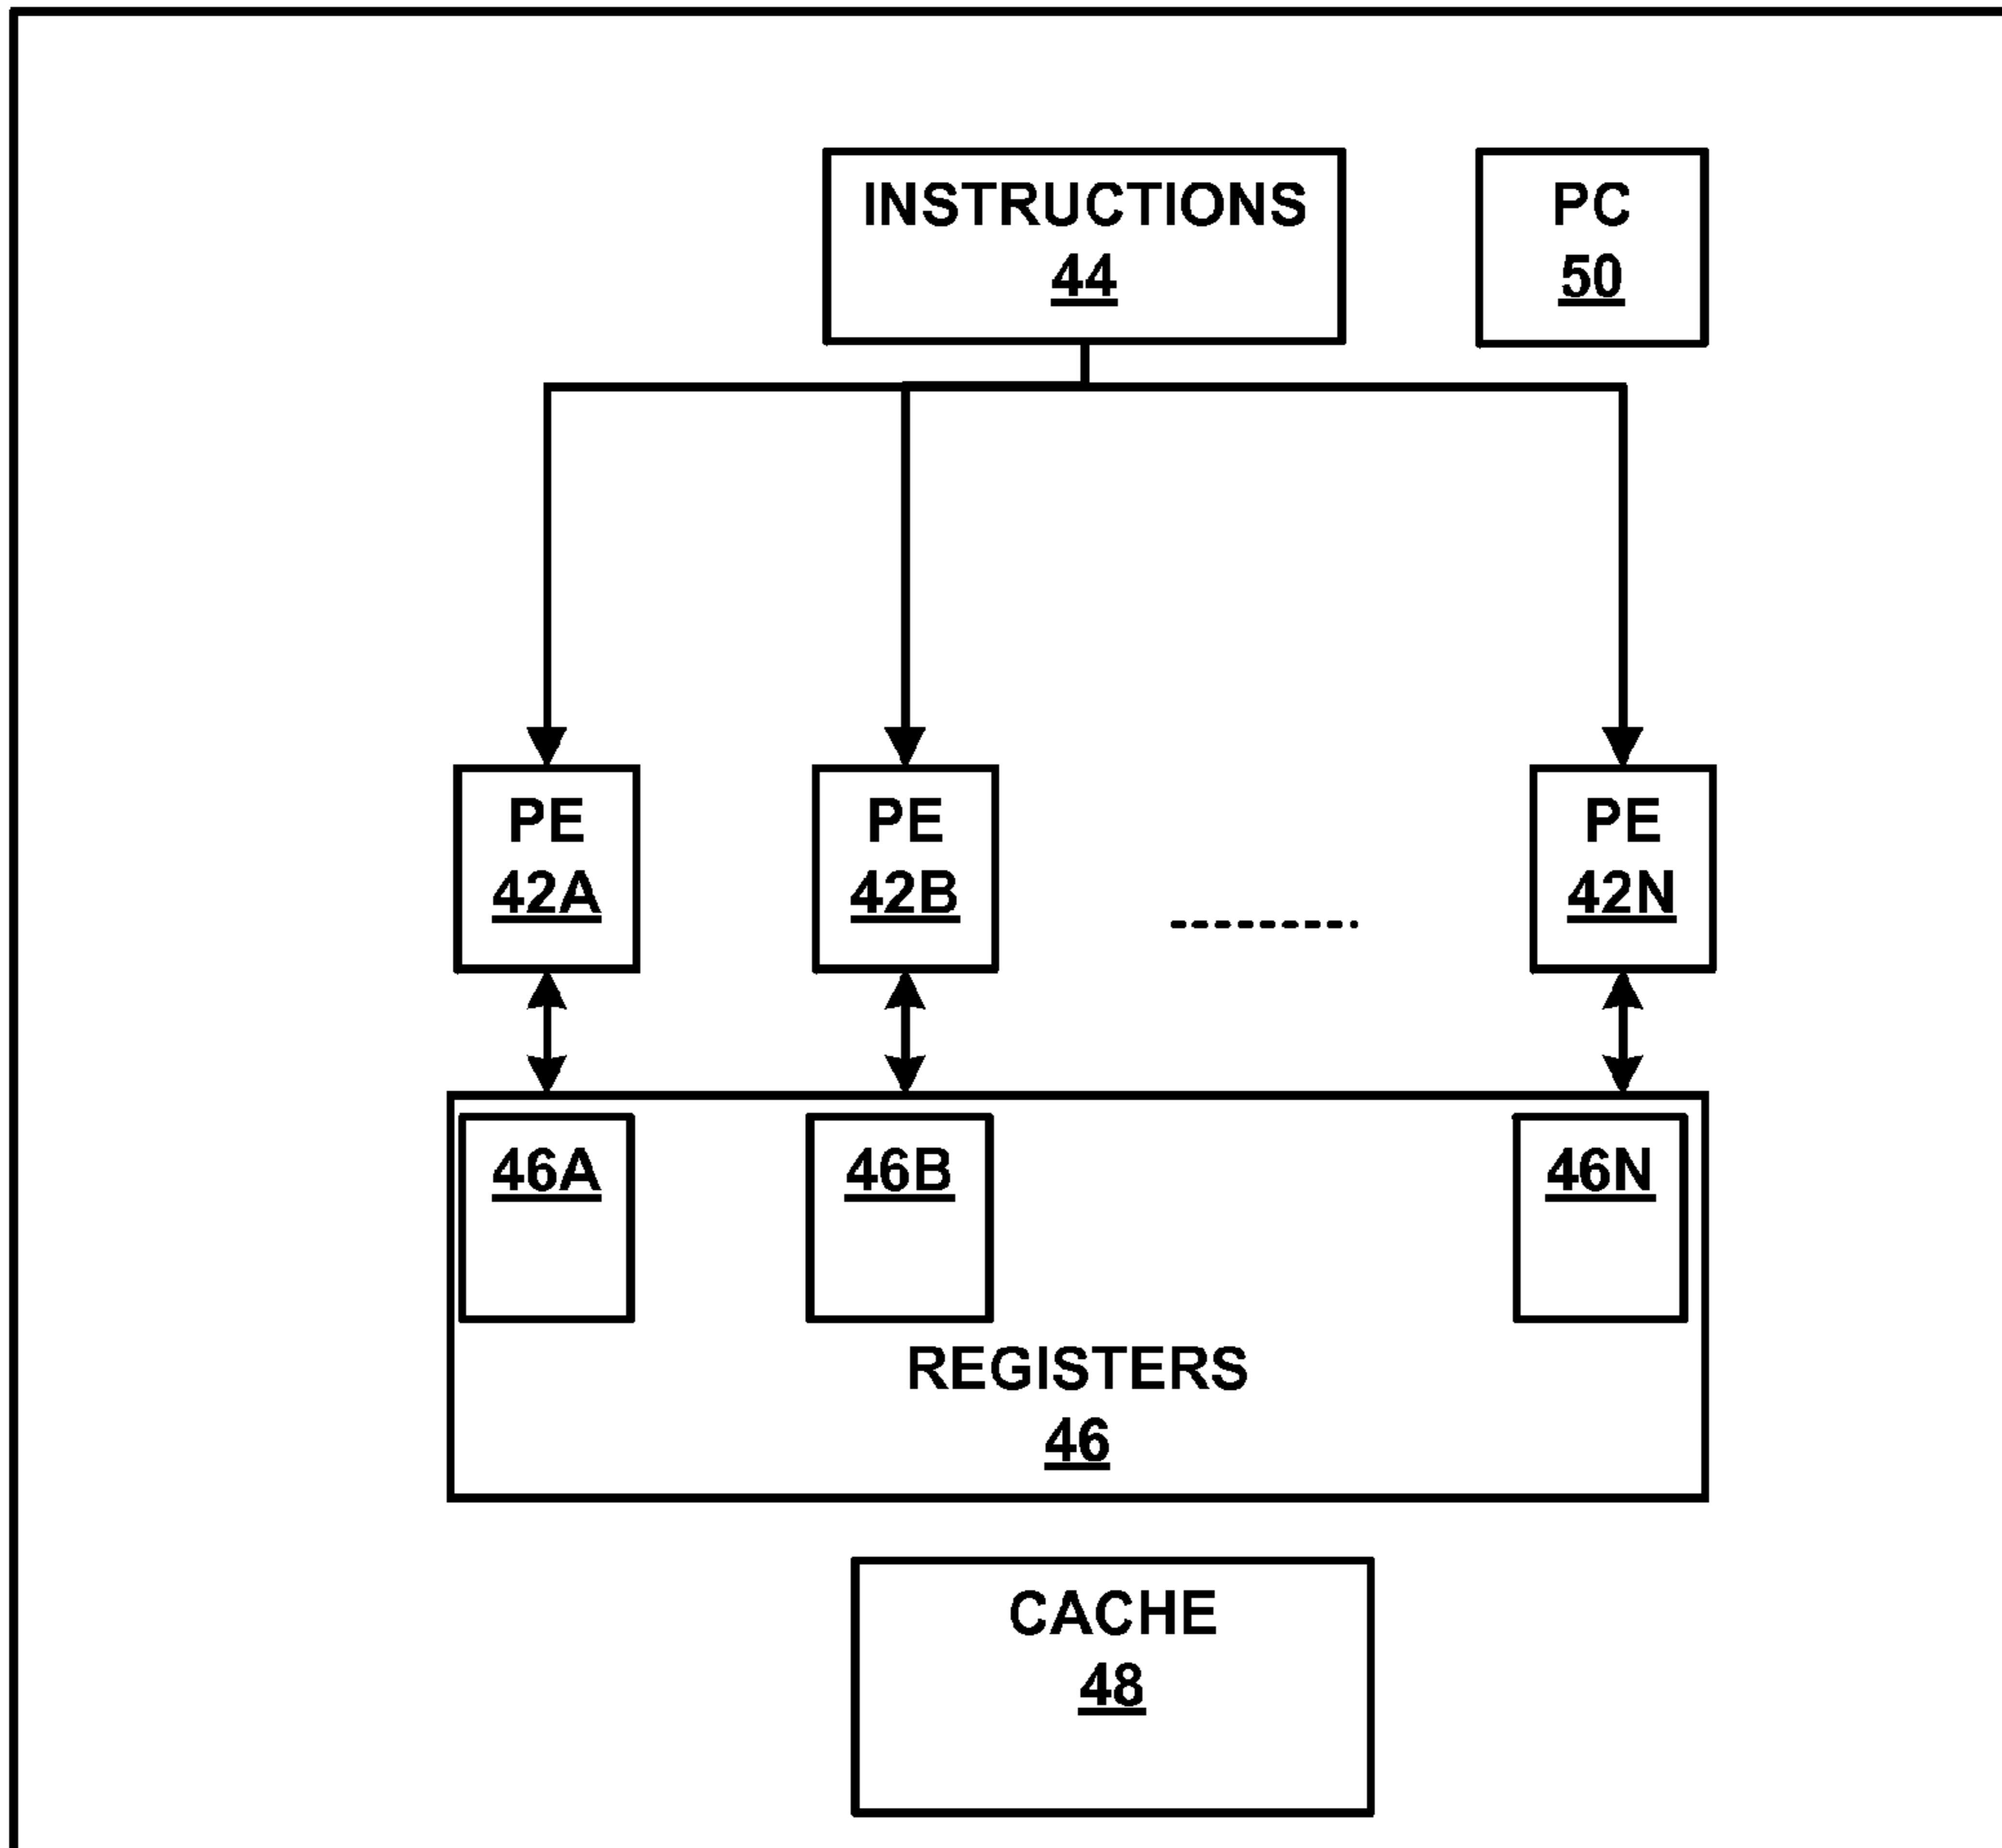 INSTRUCTIONS
44
PC
50
PE
42A
PE
42B
PE
42N
46A
46B
46N
REGISTERS
46
CACHE
48